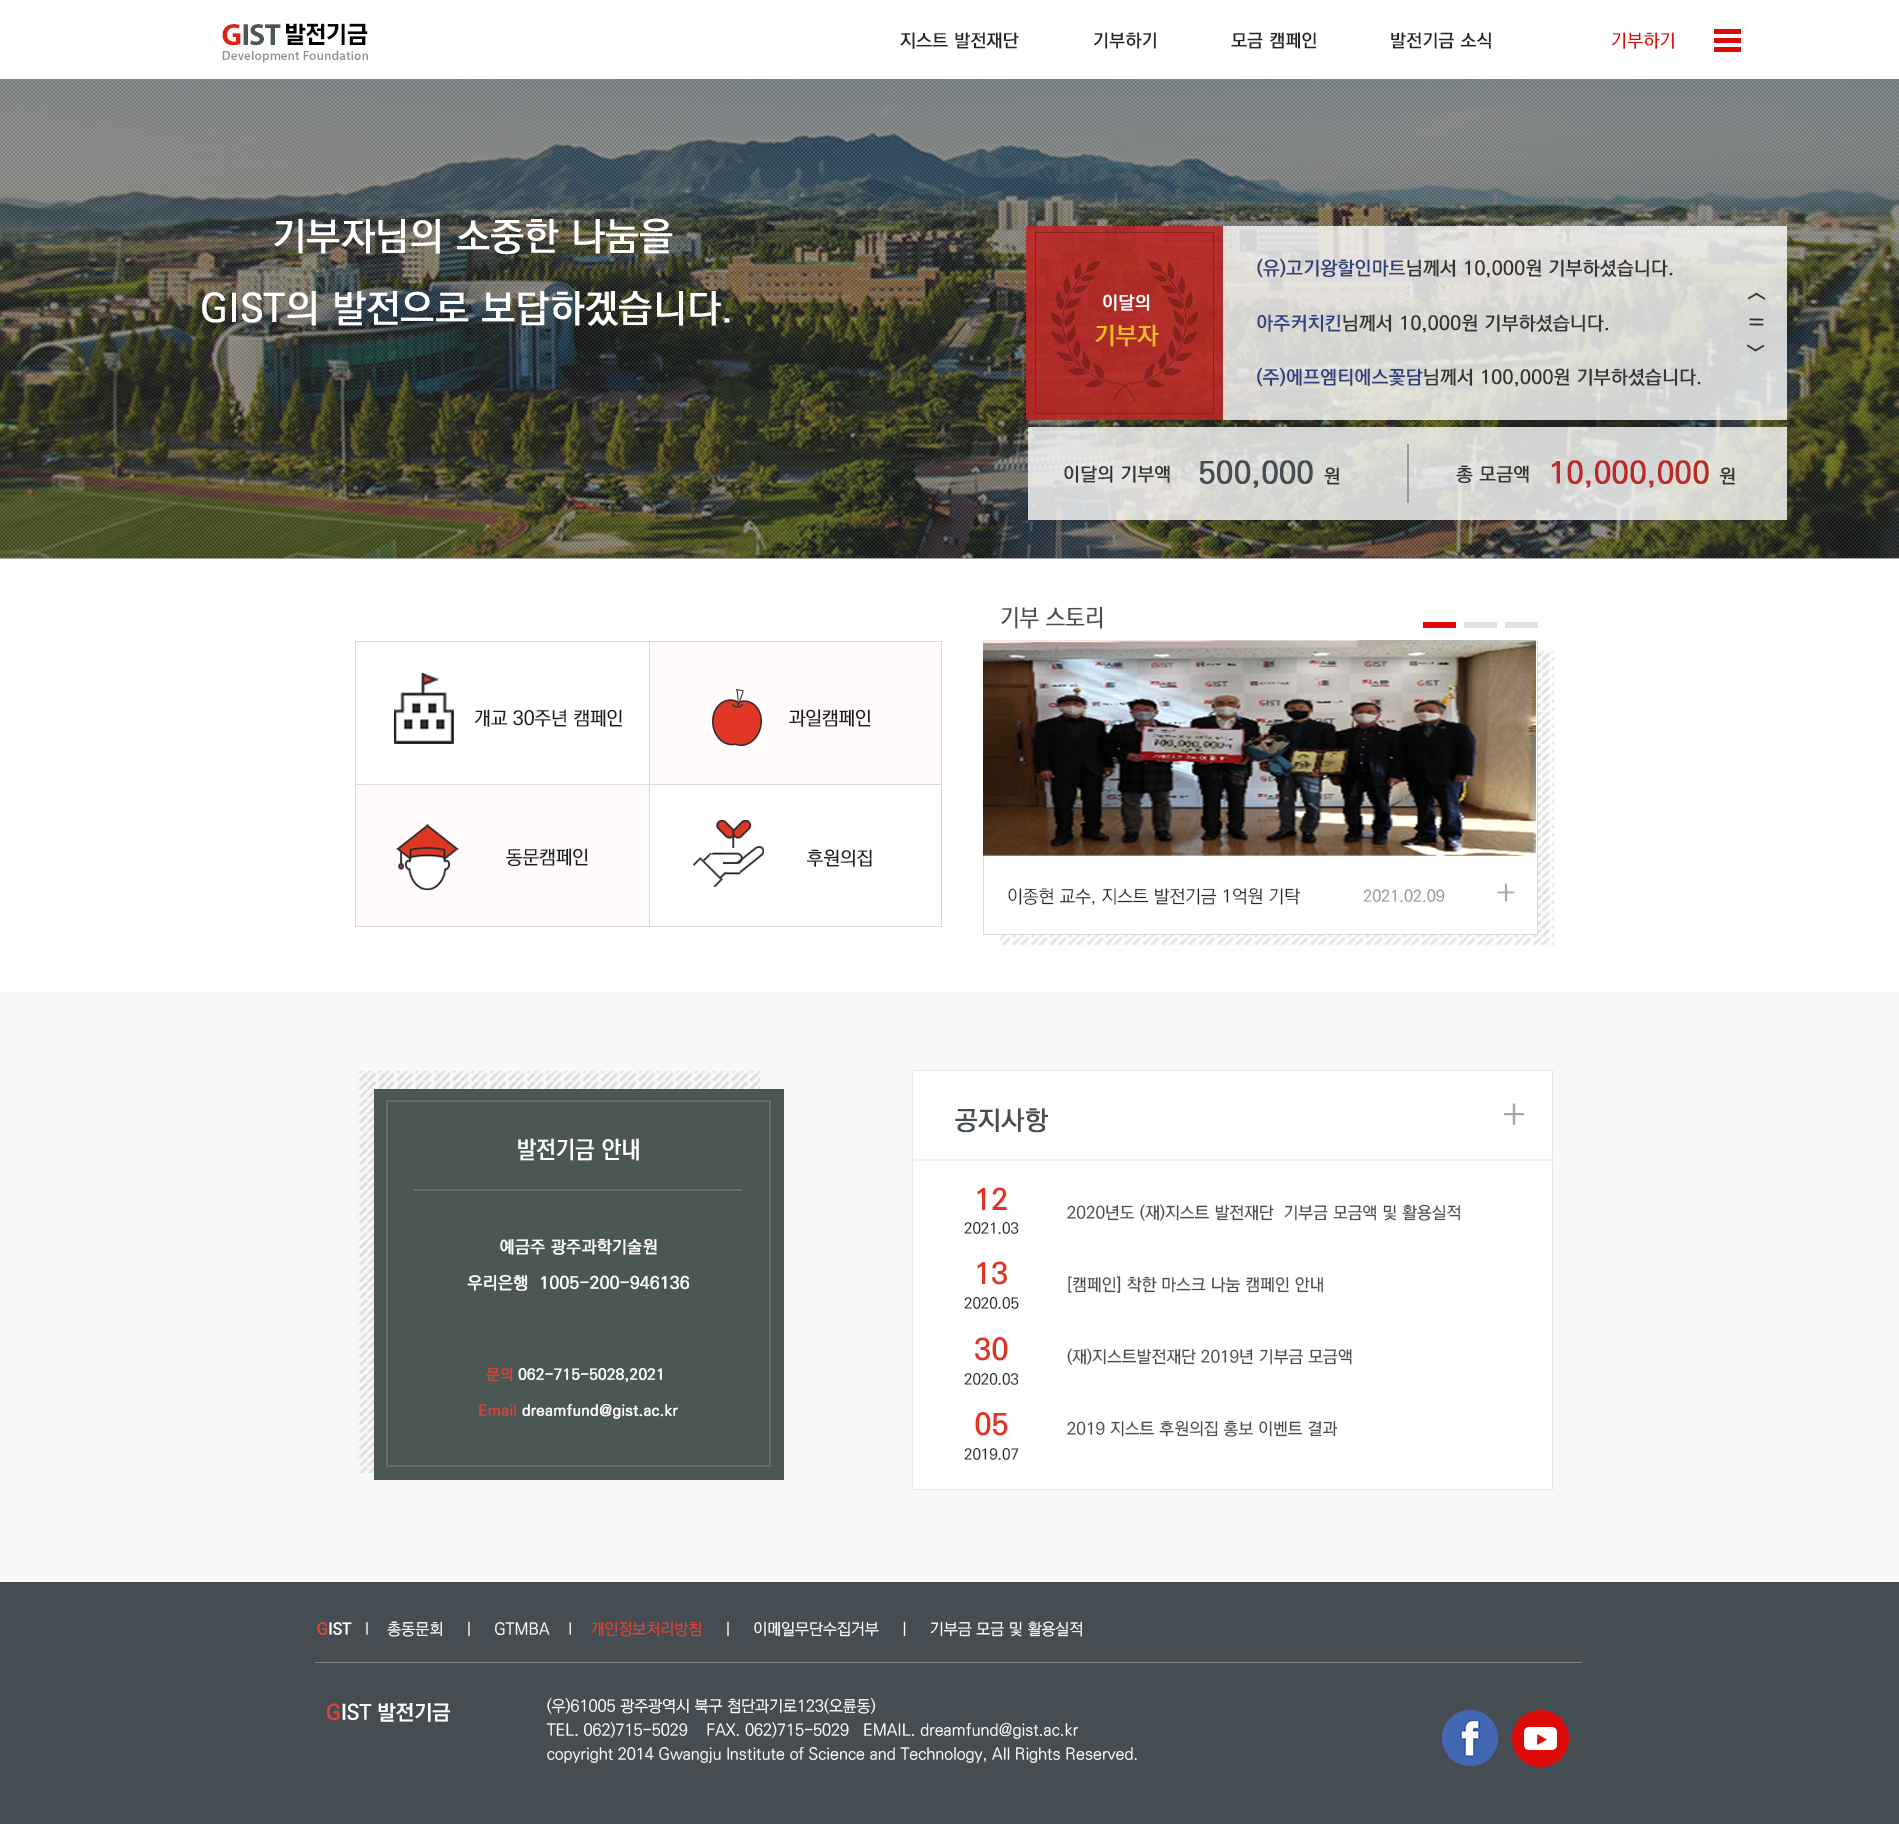 GIST 발전기금
Development Foundation
지스트 발전재단
기부하기
모금 캠페인
발전기금 소식
기부하기
기부자님의 소중한 나눔을
GIST의 발전으로 보답하겠습니다.
이달의
기부자
(유)고기왕할인마트님께서 10,000원 기부하셨습니다.
아주커치킨님께서 10,000원 기부하셨습니다.
(주)에프엠티에스꽃담님께서 100,000원 기부하셨습니다.
이달의 기부액 500,000 원
총 모금액 10,000,000 원
개교 30주년 캠페인
과일캠페인
동문캠페인
후원의집
기부 스토리
이종현 교수, 지스트 발전기금 1억원 기탁
2021.02.09
발전기금 안내
예금주 광주과학기술원
우리은행 1005-200-946136
문의 062-715-5028,2021
Email dreamfund@gist.ac.kr
공지사항
12
2021.03
2020년도 (재)지스트 발전재단 기부금 모금액 및 활용실적
13
2020.05
[캠페인] 착한 마스크 나눔 캠페인 안내
30
2020.03
(재)지스트발전재단 2019년 기부금 모금액
05
2019.07
2019 지스트 후원의집 홍보 이벤트 결과
GIST | 총동문회 | GTMBA | 개인정보처리방침 | 이메일무단수집거부 | 기부금 모금 및 활용실적
GIST 발전기금
(우)61005 광주광역시 북구 첨단과기로123(오룡동)
TEL. 062)715-5029 FAX. 062)715-5029 EMAIL. dreamfund@gist.ac.kr
copyright 2014 Gwangju Institute of Science and Technology, All Rights Reserved.